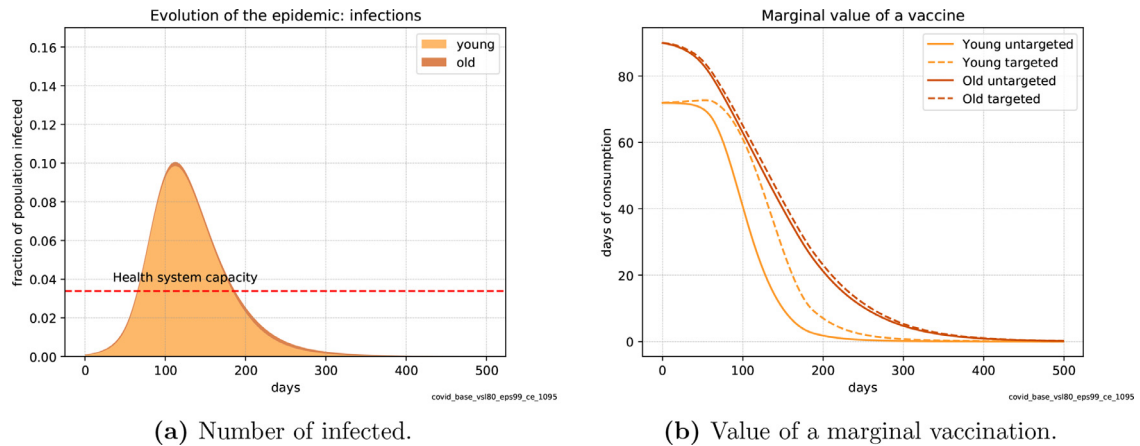 Evolution of the epidemic: infections
fraction of population infected
0.16
0.14
0.12
0.10
0.08
0.06
0.04
0.02
0.00
young
old
Health system capacity
0 100 200 300 400 500
days
covid_base_vsl80_eps99_ce_1095
(a) Number of infected.
Marginal value of a vaccine
days of consumption
80
60
40
20
0
Young untargeted
Young targeted
Old untargeted
Old targeted
0 100 200 300 400 500
days
covid_base_vsl80_eps99_ce_1095
(b) Value of a marginal vaccination.